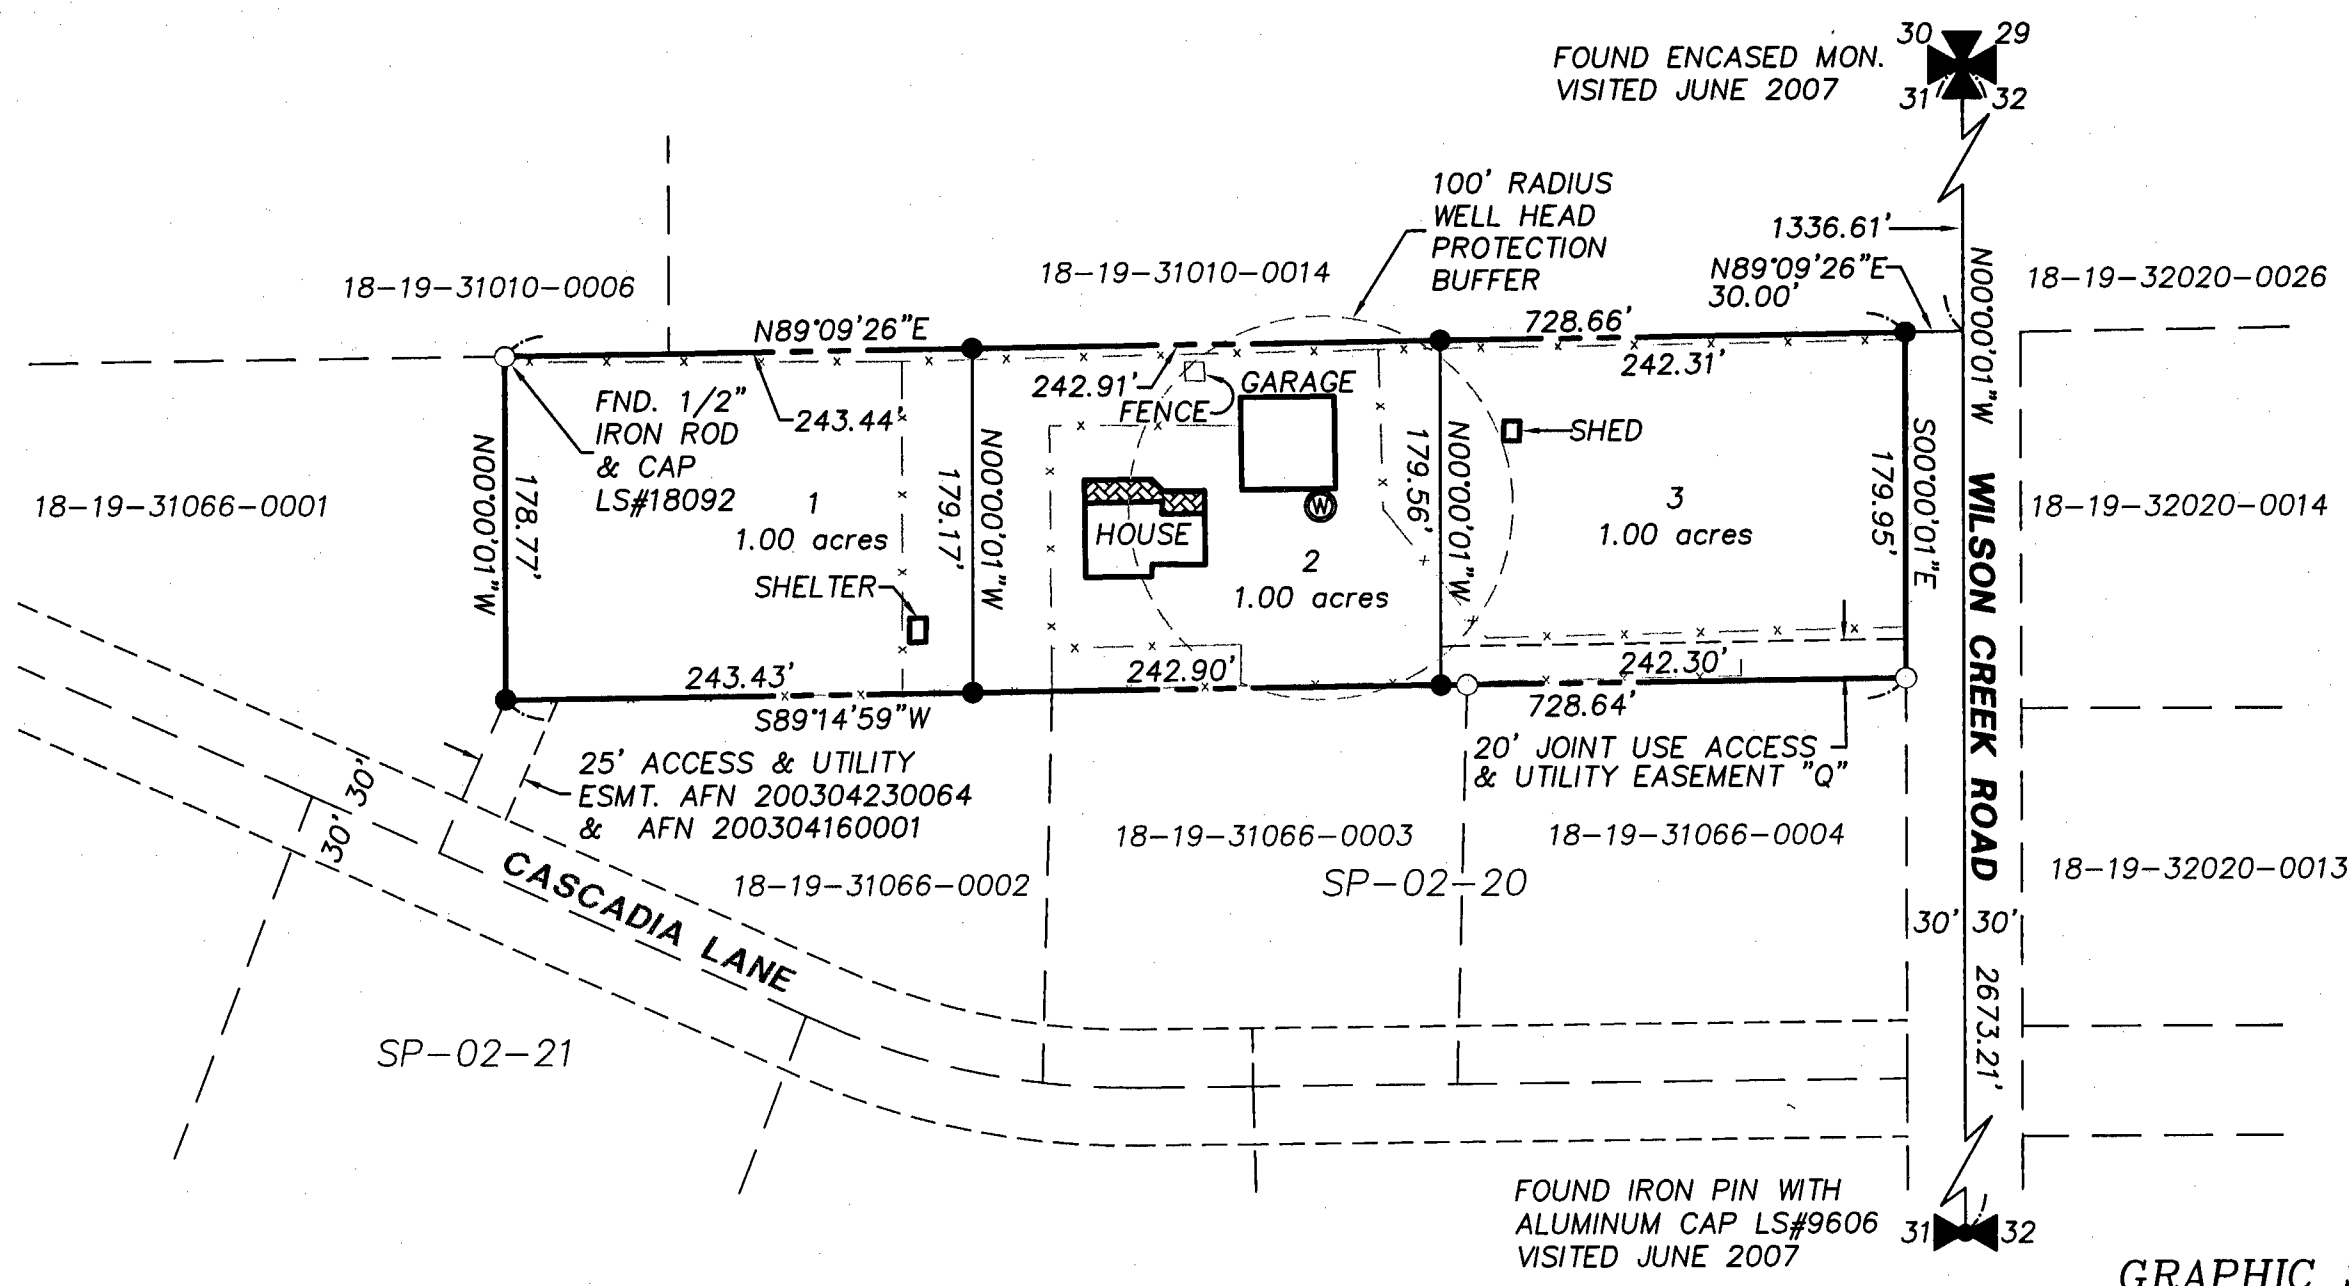 30 29
FOUND ENCASED MON.
VISITED JUNE 2007
31 32
100' RADIUS
WELL HEAD
PROTECTION
BUFFER
1336.61'
N89°09'26"E
30.00'
18-19-31010-0006
18-19-31010-0014
18-19-32020-0026
N89°09'26"E
728.66'
242.31'
242.91'
GARAGE
FENCE
243.44'
FND. 1/2"
IRON ROD
& CAP
LS#18092
SHED
N00°00'01"W
178.77'
179.17'
N00°00'01"W
179.56'
N00°00'01"W
179.95'
S00°00'01"E
N00°00'01"W
WILSON CREEK ROAD
18-19-31066-0001
18-19-32020-0014
1
1.00 acres
HOUSE
W
2
1.00 acres
3
1.00 acres
SHELTER
243.43'
242.90'
242.30'
S89°14'59"W
728.64'
20' JOINT USE ACCESS
& UTILITY EASEMENT "Q"
25' ACCESS & UTILITY
ESMT. AFN 200304230064
& AFN 200304160001
30'
30'
CASCADIA LANE
18-19-31066-0002
18-19-31066-0003
18-19-31066-0004
SP-02-20
18-19-32020-0013
30' 30'
2673.21'
SP-02-21
FOUND IRON PIN WITH
ALUMINUM CAP LS#9606
VISITED JUNE 2007
31 32
GRAPHIC